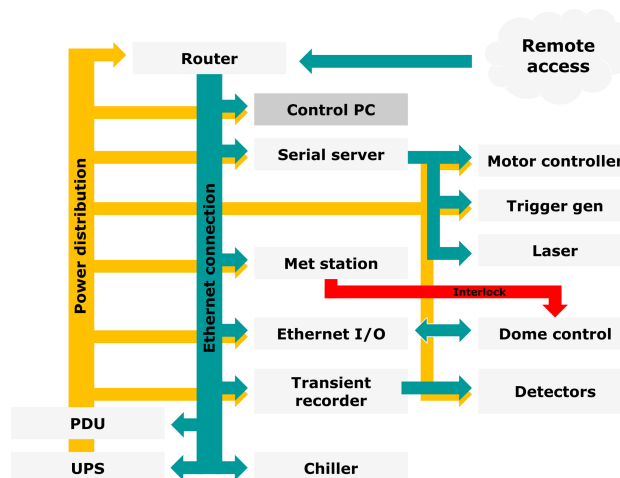 Remote
access
Router
Control PC
Serial server
Motor controller
Trigger gen
Laser
Met station
Interlock
Ethernet I/O
Dome control
Transient
recorder
Detectors
PDU
UPS
Chiller
Power distribution
Ethernet connection